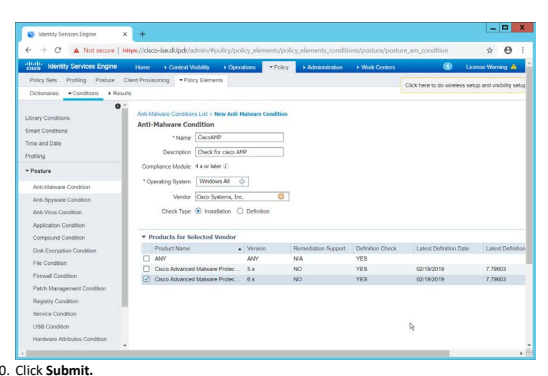 Identity Services Engine
Not secure | https://cisco-ise.di.ipdr/admin/#policy/policy_elements/policy_elements_conditions/posture/posture_am_condition
CISCO Identity Services Engine Home Context Visibility Operations Policy Administration Work Centers 1 License Warning
Policy Sets Profiling Posture Client Provisioning Policy Elements
Click here to do wireless setup and visibility setup
Dictionaries Conditions Results
Library Conditions
Smart Conditions
Time and Date
Profiling
Posture
Anti-Malware Condition
Anti-Spyware Condition
Anti-Virus Condition
Application Condition
Compound Condition
Disk Encryption Condition
File Condition
Firewall Condition
Patch Management Condition
Registry Condition
Service Condition
USB Condition
Hardware Attributes Condition
Anti-Malware Conditions List > New Anti-Malware Condition
Anti-Malware Condition
* Name CiscoAMP
Description Check for cisco AMP
Compliance Module 4.x or later
* Operating System Windows All
Vendor Cisco Systems, Inc.
Check Type Installation Definition
Products for Selected Vendor
Product Name Version Remediation Support Definition Check Latest Definition Date Latest Definition
ANY ANY N/A YES
Cisco Advanced Malware Protec... 5.x NO YES 02/19/2019 7.79603
Cisco Advanced Malware Protec... 6.x NO YES 02/19/2019 7.79603
0. Click Submit.